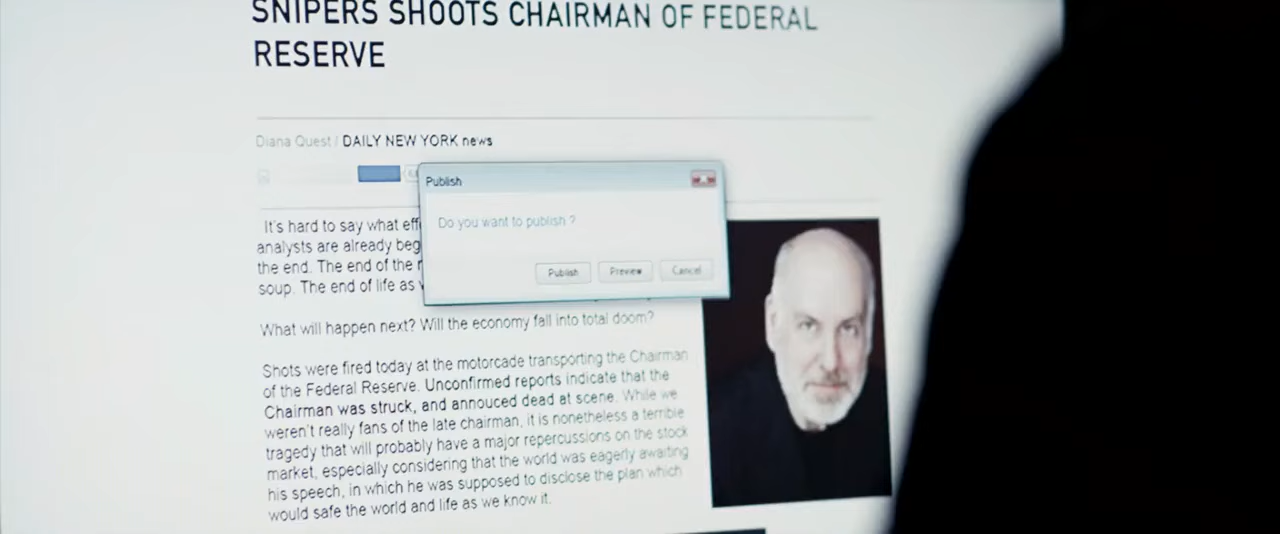 SNIPERS SHOOTS CHAIRMAN OF FEDERAL
RESERVE
Diana Quest / DAILY NEW YORK news
Publish
Do you want to publish ?
Publish Preview Cancel
It's hard to say what eff
analysts are already beg
the end. The end of the
soup. The end of life as
What will happen next? Will the economy fall into total doom?
Shots were fired today at the motorcade transporting the Chairman
of the Federal Reserve. Unconfirmed reports indicate that the
Chairman was struck, and annouced dead at scene. While we
weren't really fans of the late chairman, it is nonetheless a terrible
tragedy that will probably have a major repercussions on the stock
market, especially considering that the world was eagerly awaiting
his speech, in which he was supposed to disclose the plan which
would safe the world and life as we know it.